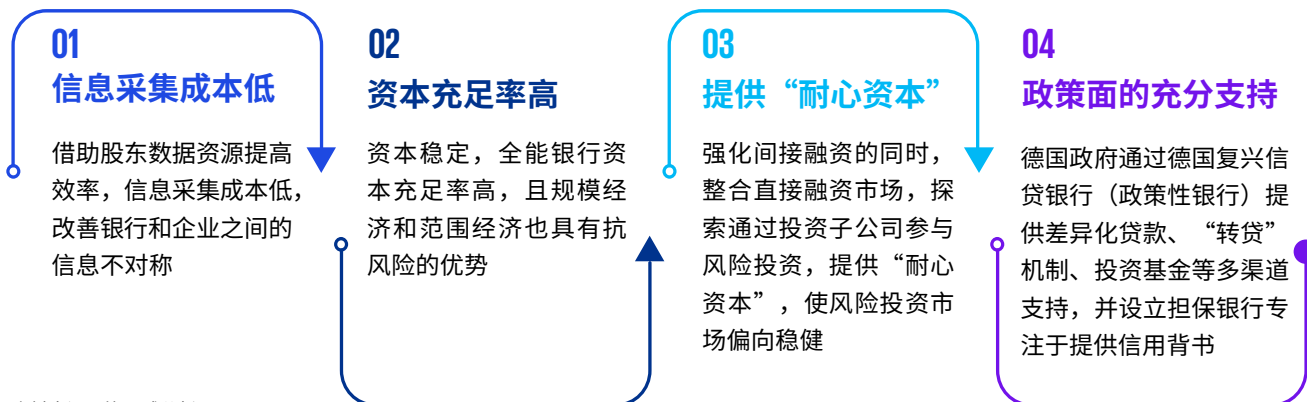 01
信息采集成本低
借助股东数据资源提高
效率，信息采集成本低，
改善银行和企业之间的
信息不对称
02
资本充足率高
资本稳定，全能银行资
本充足率高，且规模经
济和范围经济也具有抗
风险的优势
03
提供“耐心资本”
强化间接融资的同时，
整合直接融资市场，探
索通过投资子公司参与
风险投资，提供“耐心
资本”，使风险投资市
场偏向稳健
04
政策面的充分支持
德国政府通过德国复兴信
贷银行（政策性银行）提
供差异化贷款、“转贷”
机制、投资基金等多渠道
支持，并设立担保银行专
注于提供信用背书